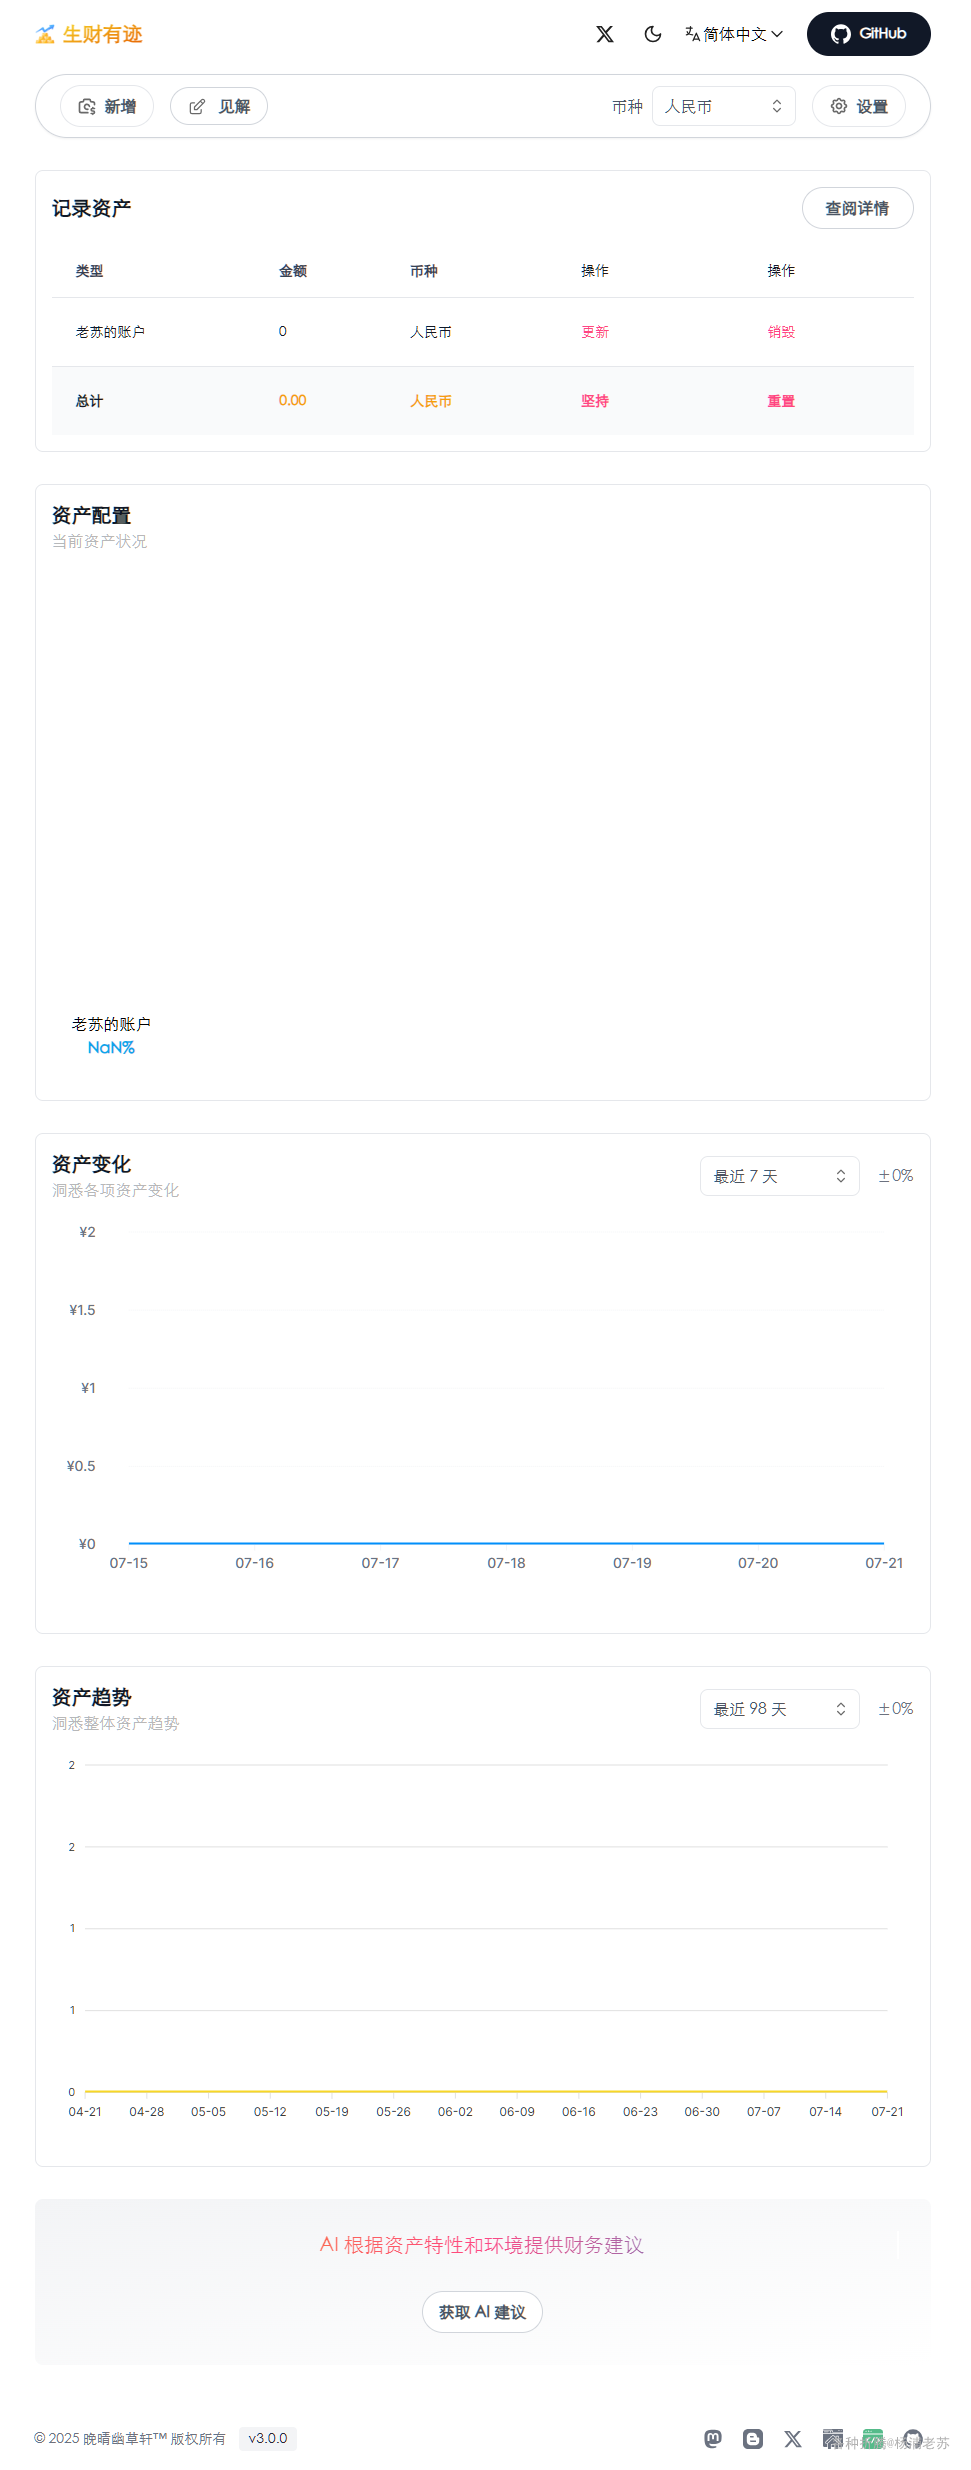 生财有迹
简体中文
GitHub
新增
见解
币种
人民币
设置
记录资产
查阅详情
类型 金额 币种 操作 操作
老苏的账户 0 人民币 更新 销毁
总计 0.00 人民币 坚持 重置
资产配置
当前资产状况
老苏的账户
NaN%
资产变化
洞悉各项资产变化
最近 7 天
±0%
¥2
¥1.5
¥1
¥0.5
¥0
07-15 07-16 07-17 07-18 07-19 07-20 07-21
资产趋势
洞悉整体资产趋势
最近 98 天
±0%
2
2
1
1
0
04-21 04-28 05-05 05-12 05-19 05-26 06-02 06-09 06-16 06-23 06-30 07-07 07-14 07-21
AI 根据资产特性和环境提供财务建议
获取 AI 建议
© 2025 晚晴幽草轩™ 版权所有
v3.0.0